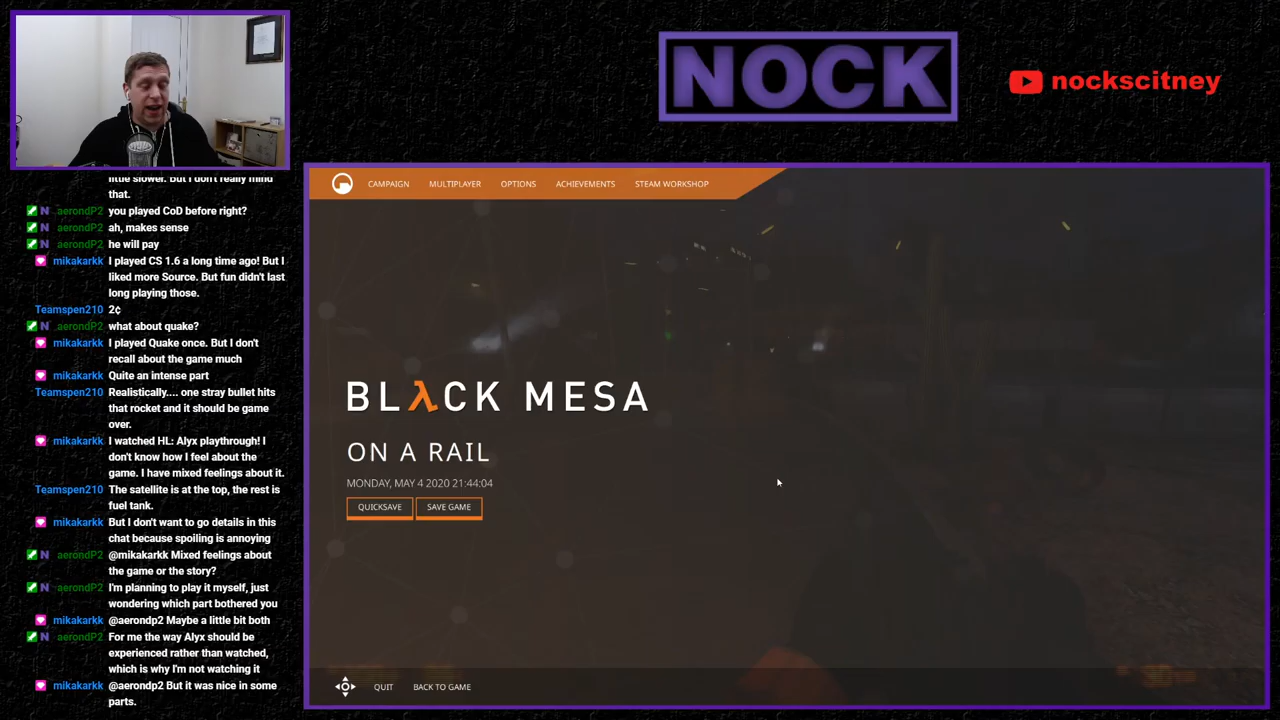 NOCK
nockscitney
little slower. But I don't really mind
that.
aerondP2 you played CoD before right?
aerondP2 ah, makes sense
aerondP2 he will pay
mikakarkk I played CS 1.6 a long time ago! But I
liked more Source. But fun didn't last
long playing those.
Teamspen210 2¢
aerondP2 what about quake?
mikakarkk I played Quake once. But I don't
recall about the game much
mikakarkk Quite an intense part
Teamspen210 Realistically.... one stray bullet hits
that rocket and it should be game
over.
mikakarkk I watched HL: Alyx playthrough! I
don't know how I feel about the
game. I have mixed feelings about it.
Teamspen210 The satellite is at the top, the rest is
fuel tank.
mikakarkk But I don't want to go details in this
chat because spoiling is annoying
aerondP2 @mikakarkk Mixed feelings about
the game or the story?
aerondP2 I'm planning to play it myself, just
wondering which part bothered you
mikakarkk @aerondp2 Maybe a little bit both
aerondP2 For me the way Alyx should be
experienced rather than watched,
which is why I'm not watching it
mikakarkk @aerondp2 But it was nice in some
parts.
CAMPAIGN MULTIPLAYER OPTIONS ACHIEVEMENTS STEAM WORKSHOP
BLλCK MESA
ON A RAIL
MONDAY, MAY 4 2020 21:44:04
QUICKSAVE SAVE GAME
QUIT BACK TO GAME